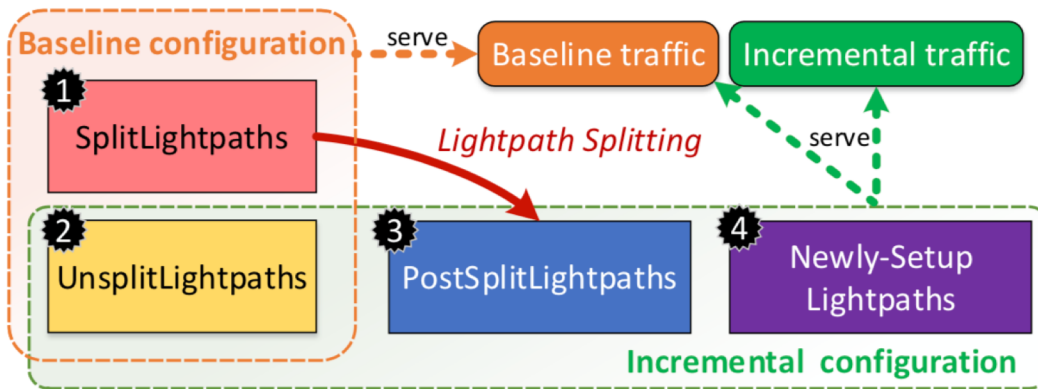 Baseline configuration
serve
Baseline traffic
Incremental traffic
1
SplitLightpaths
Lightpath Splitting
serve
2
UnsplitLightpaths
3
PostSplitLightpaths
4
Newly-Setup
Lightpaths
Incremental configuration